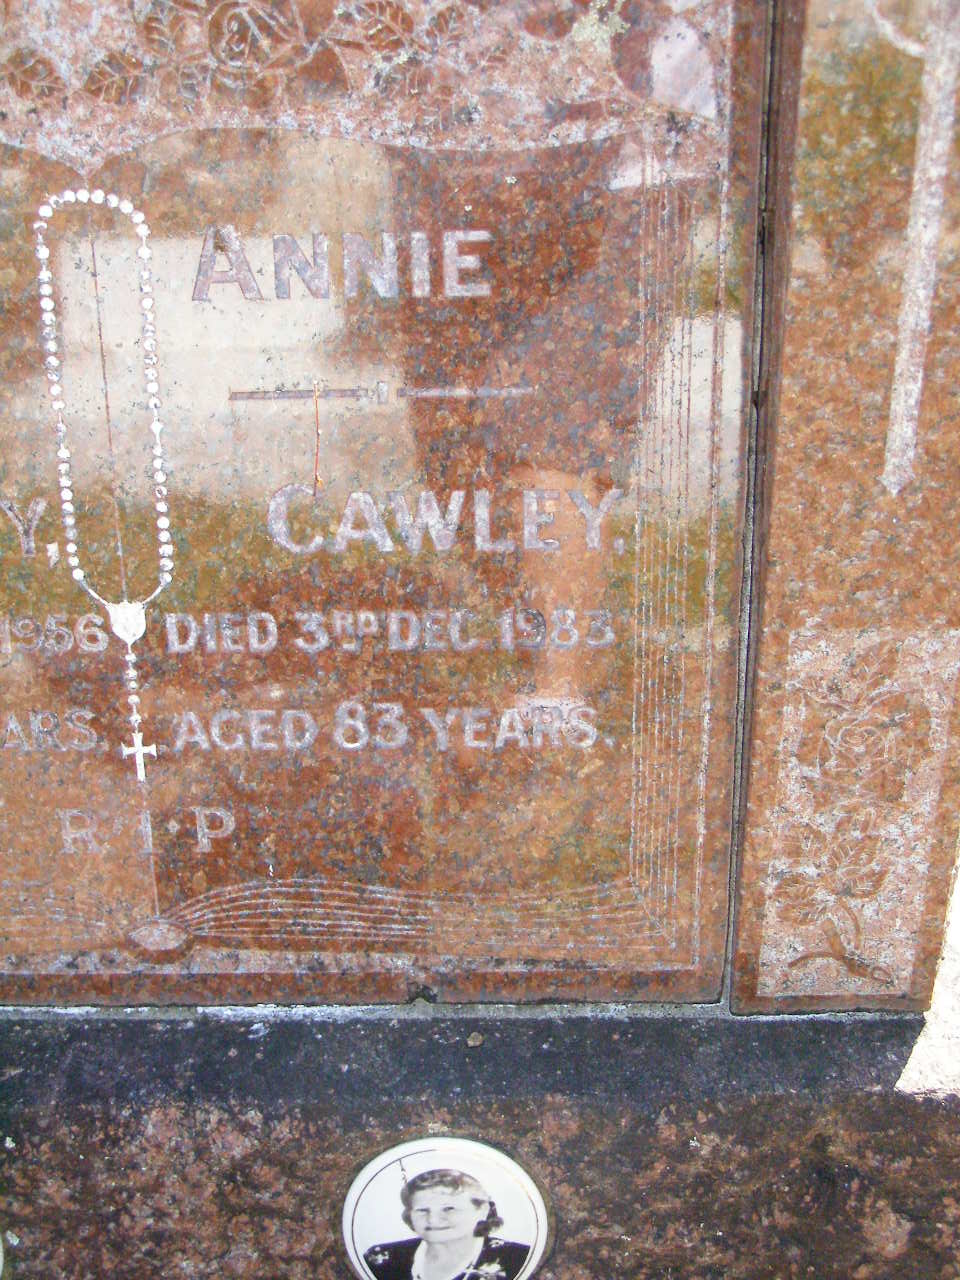 ANNIE
Y, CAWLEY.
1956 DIED 3RD DEC 1983
ARS. AGED 83 YEARS.
R·I·P